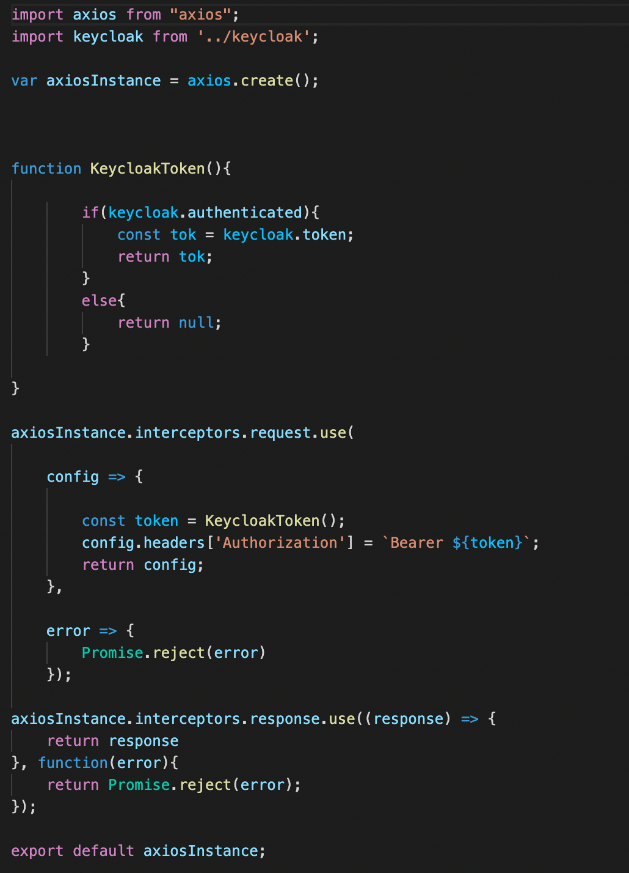 import axios from "axios";
import keycloak from '../keycloak';
var axiosInstance = axios.create();
function KeycloakToken(){
if(keycloak.authenticated){
const tok = keycloak.token;
return tok;
}
else{
return null;
}
}
axiosInstance.interceptors.request.use(
config => {
const token = KeycloakToken();
config.headers['Authorization'] = `Bearer ${token}`;
return config;
},
error => {
Promise.reject(error)
});
axiosInstance.interceptors.response.use((response) => {
return response
}, function(error){
return Promise.reject(error);
});
export default axiosInstance;